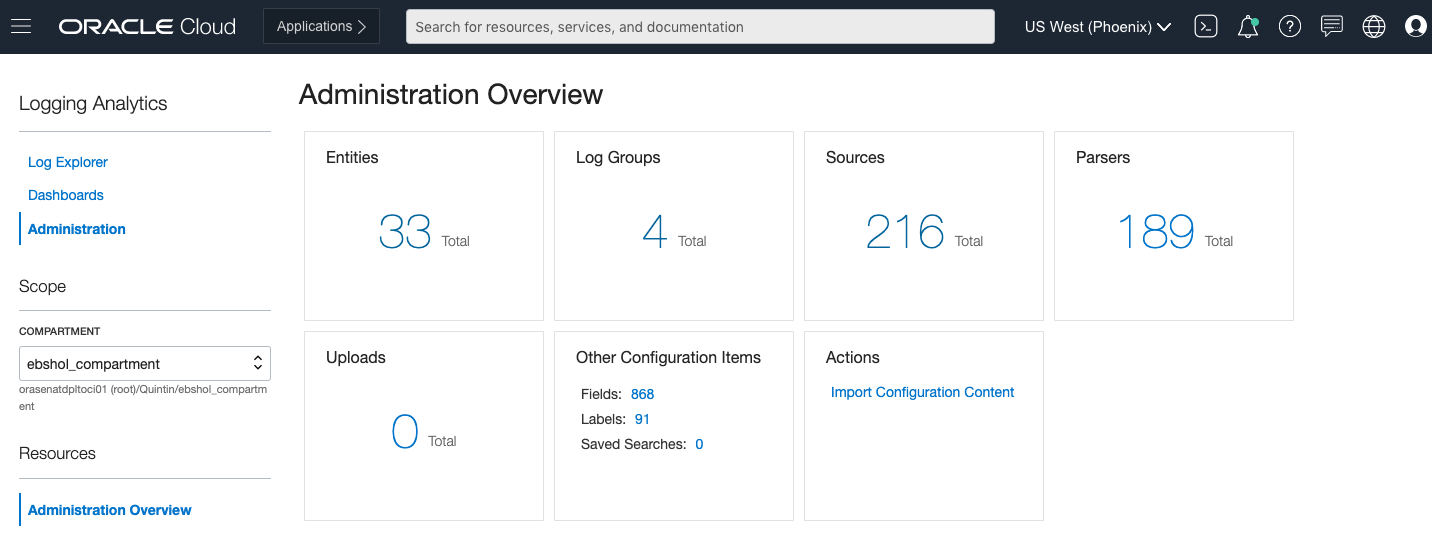 ORACLE Cloud
Applications
Search for resources, services, and documentation
US West (Phoenix)
Logging Analytics
Log Explorer
Dashboards
Administration
Scope
COMPARTMENT
ebshol_compartment
orasenatdpltoci01 (root)/Quintin/ebshol_compartm
ent
Resources
Administration Overview
Administration Overview
Entities
33 Total
Log Groups
4 Total
Sources
216 Total
Parsers
189 Total
Uploads
0 Total
Other Configuration Items
Fields: 868
Labels: 91
Saved Searches: 0
Actions
Import Configuration Content